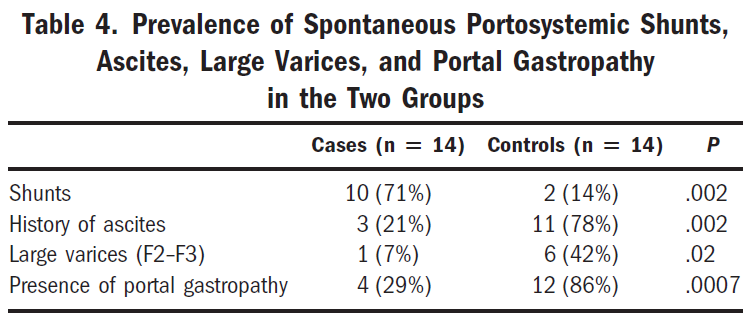 Table 4. Prevalence of Spontaneous Portosystemic Shunts,
Ascites, Large Varices, and Portal Gastropathy
in the Two Groups
Cases (n = 14) Controls (n = 14) P
Shunts 10 (71%) 2 (14%) .002
History of ascites 3 (21%) 11 (78%) .002
Large varices (F2–F3) 1 (7%) 6 (42%) .02
Presence of portal gastropathy 4 (29%) 12 (86%) .0007